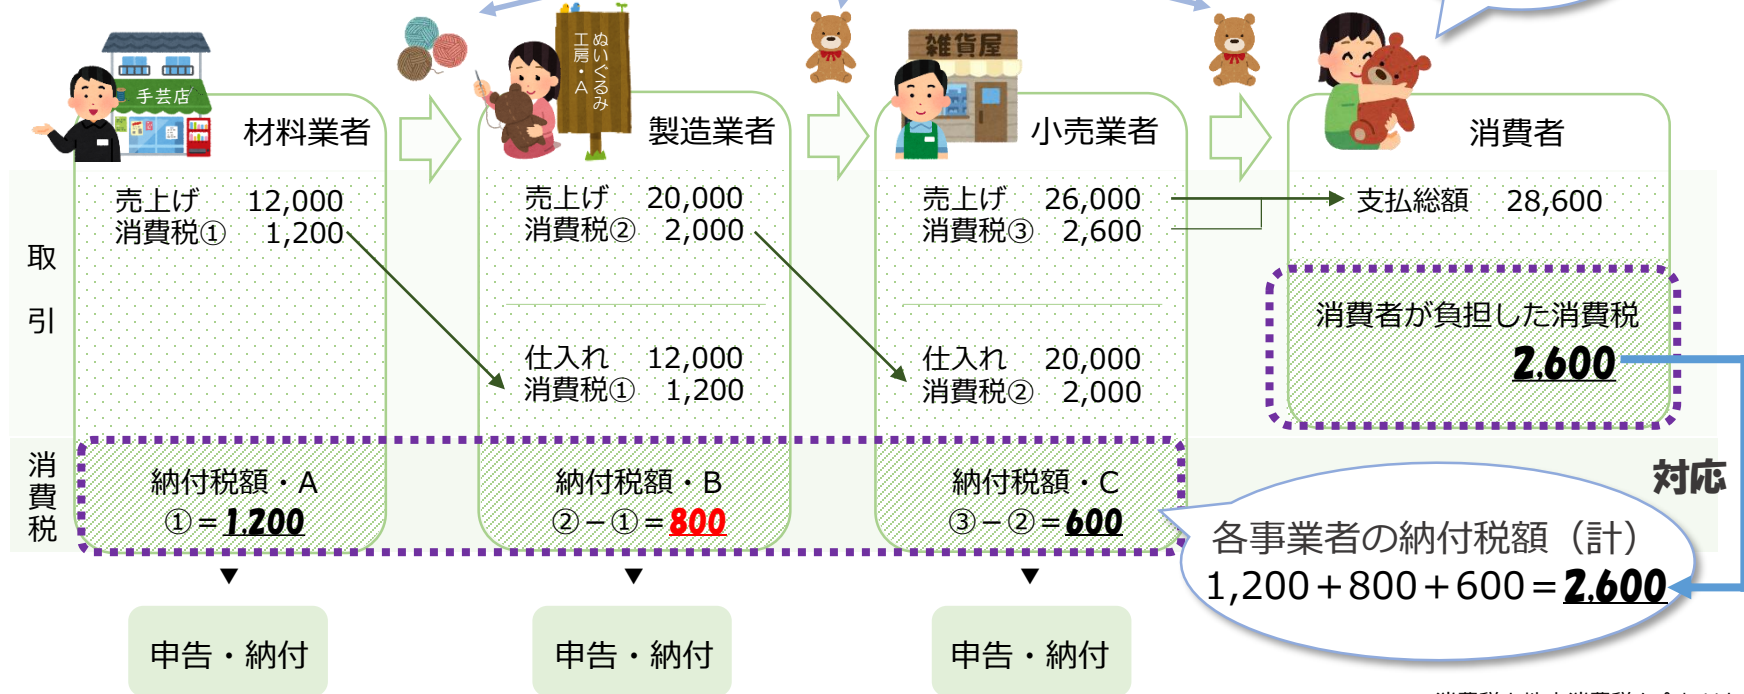 手芸店
ぬいぐるみ
工房・A
雑貨屋
材料業者
製造業者
小売業者
消費者
取引
売上げ 12,000
消費税① 1,200
売上げ 20,000
消費税② 2,000
仕入れ 12,000
消費税① 1,200
売上げ 26,000
消費税③ 2,600
仕入れ 20,000
消費税② 2,000
支払総額 28,600
消費者が負担した消費税
2,600
消費税
納付税額・A
①=1,200
納付税額・B
②-①=800
納付税額・C
③-②=600
対応
各事業者の納付税額（計）
1,200+800+600=2,600
申告・納付
申告・納付
申告・納付